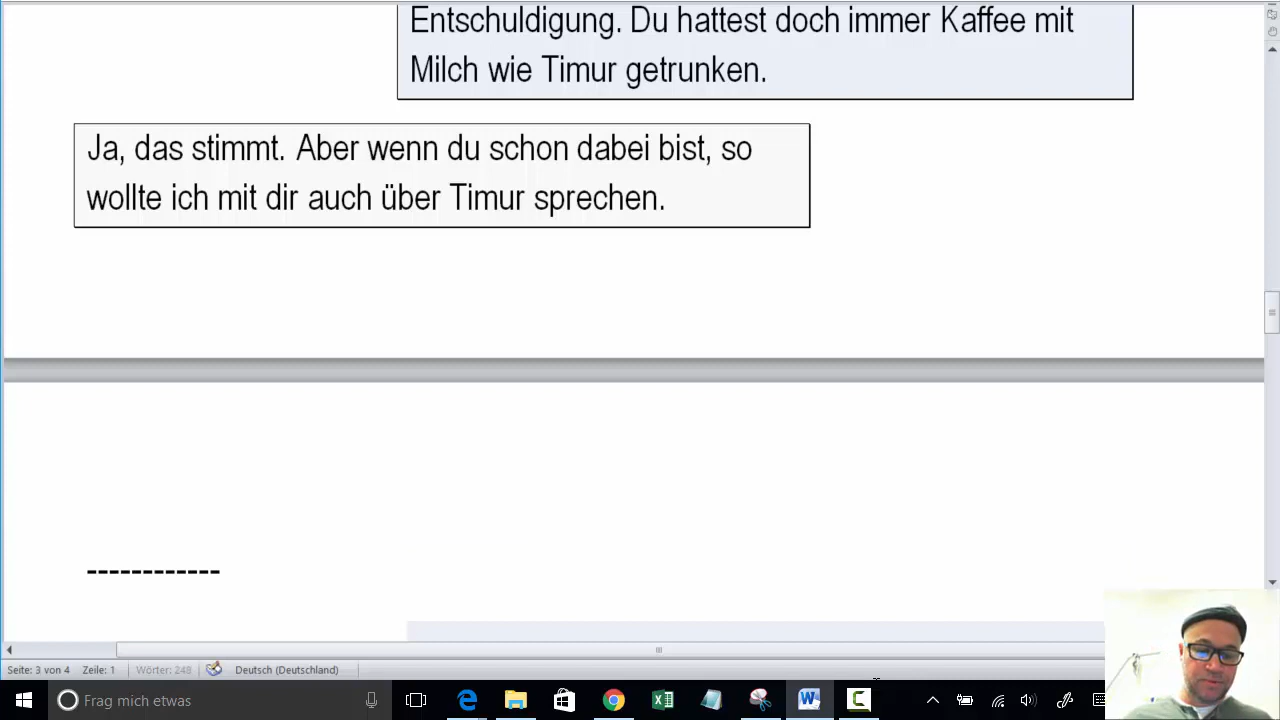 Entschuldigung. Du hattest doch immer Kaffee mit
Milch wie Timur getrunken.
Ja, das stimmt. Aber wenn du schon dabei bist, so
wollte ich mit dir auch über Timur sprechen.
------------
Seite: 3 von 4 Zeile: 1 Wörter: 248 Deutsch (Deutschland)
Frag mich etwas